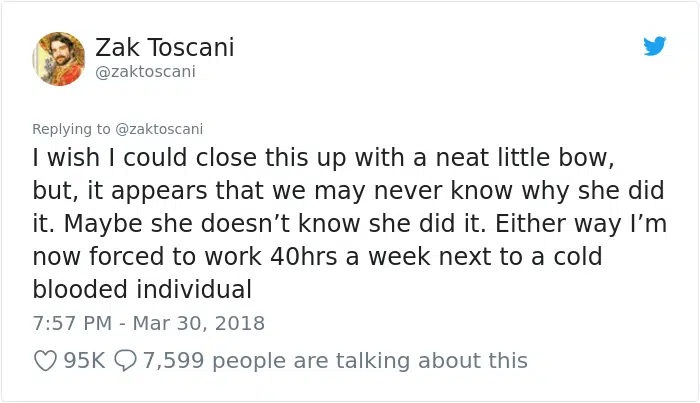 Zak Toscani
@zaktoscani
Replying to @zaktoscani
I wish I could close this up with a neat little bow,
but, it appears that we may never know why she did
it. Maybe she doesn’t know she did it. Either way I’m
now forced to work 40hrs a week next to a cold
blooded individual
7:57 PM - Mar 30, 2018
95K 7,599 people are talking about this